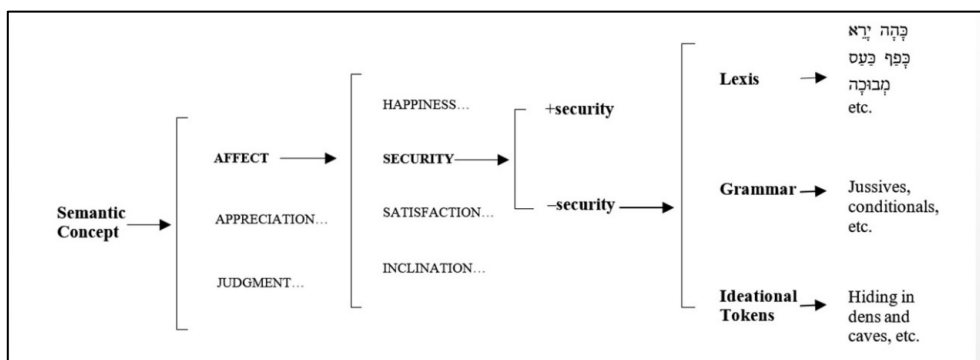 Semantic
Concept
AFFECT
APPRECIATION…
JUDGMENT…
HAPPINESS…
SECURITY
SATISFACTION…
INCLINATION…
+security
–security
Lexis
כָּהָה יָרֵא
כָּפַף כַּעַס
מְבוּכָה
etc.
Grammar
Jussives,
conditionals,
etc.
Ideational
Tokens
Hiding in
dens and
caves, etc.